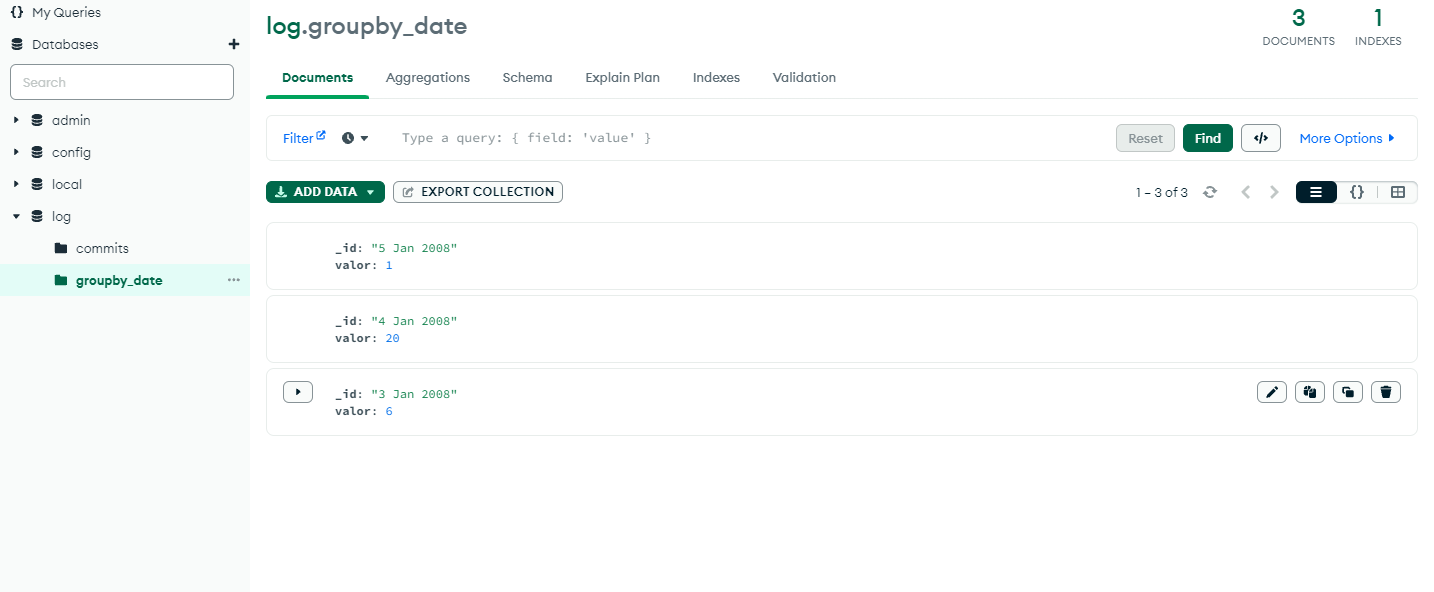 My Queries
Databases
Search
admin
config
local
log
commits
groupby_date
log.groupby_date
3
DOCUMENTS
1
INDEXES
Documents Aggregations Schema Explain Plan Indexes Validation
Filter Type a query: { field: 'value' } Reset Find </> More Options
ADD DATA EXPORT COLLECTION 1 – 3 of 3 {}
_id: "5 Jan 2008"
valor: 1
_id: "4 Jan 2008"
valor: 20
_id: "3 Jan 2008"
valor: 6